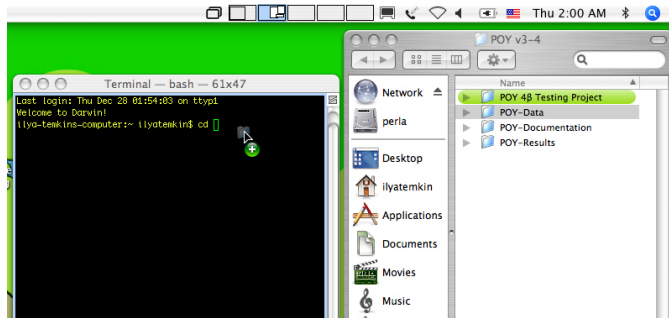 Thu 2:00 AM
POY v3-4
Terminal — bash — 61x47
Last login: Thu Dec 28 01:54:03 on ttyp1
Welcome to Darwin!
ilya-temkins-computer:~ ilyatemkin$ cd
Network
perla
Desktop
ilyatemkin
Applications
Documents
Movies
Music
Name
POY 4β Testing Project
POY-Data
POY-Documentation
POY-Results